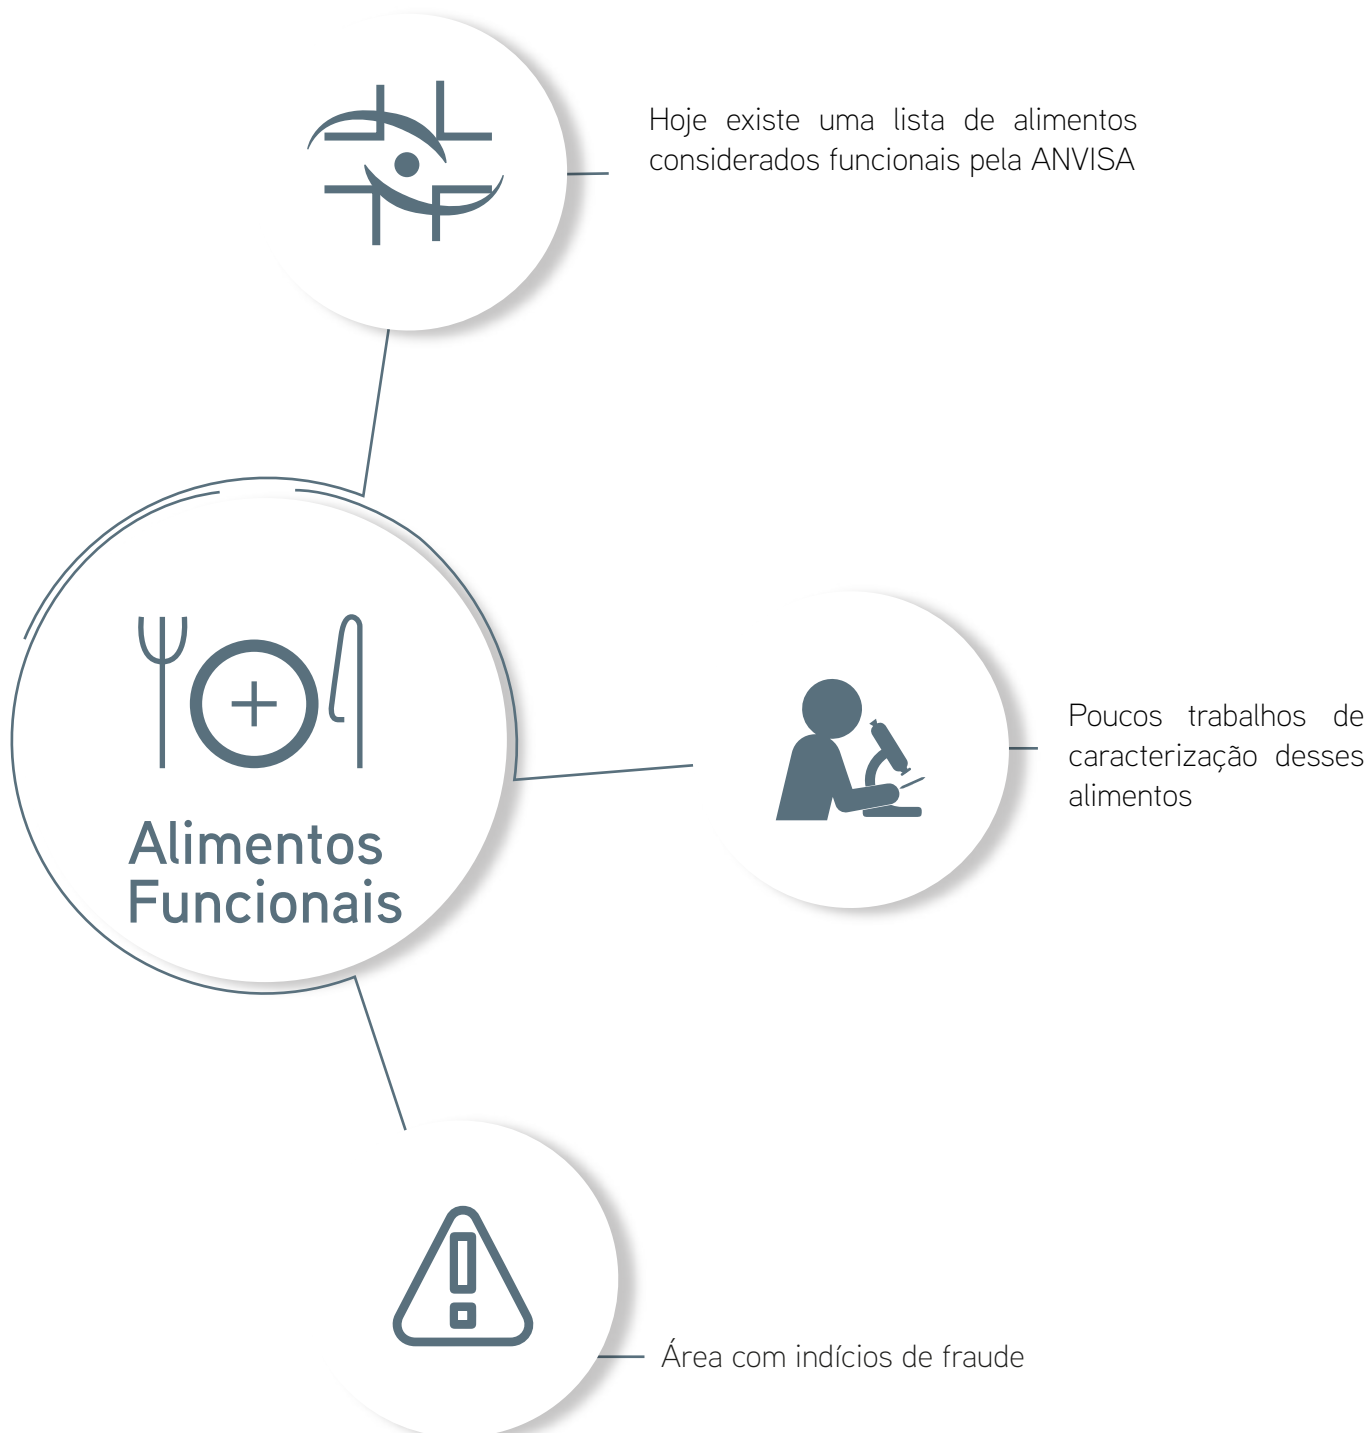 Hoje existe uma lista de alimentos
considerados funcionais pela ANVISA
Alimentos
Funcionais
Poucos trabalhos de
caracterização desses
alimentos
Área com indícios de fraude